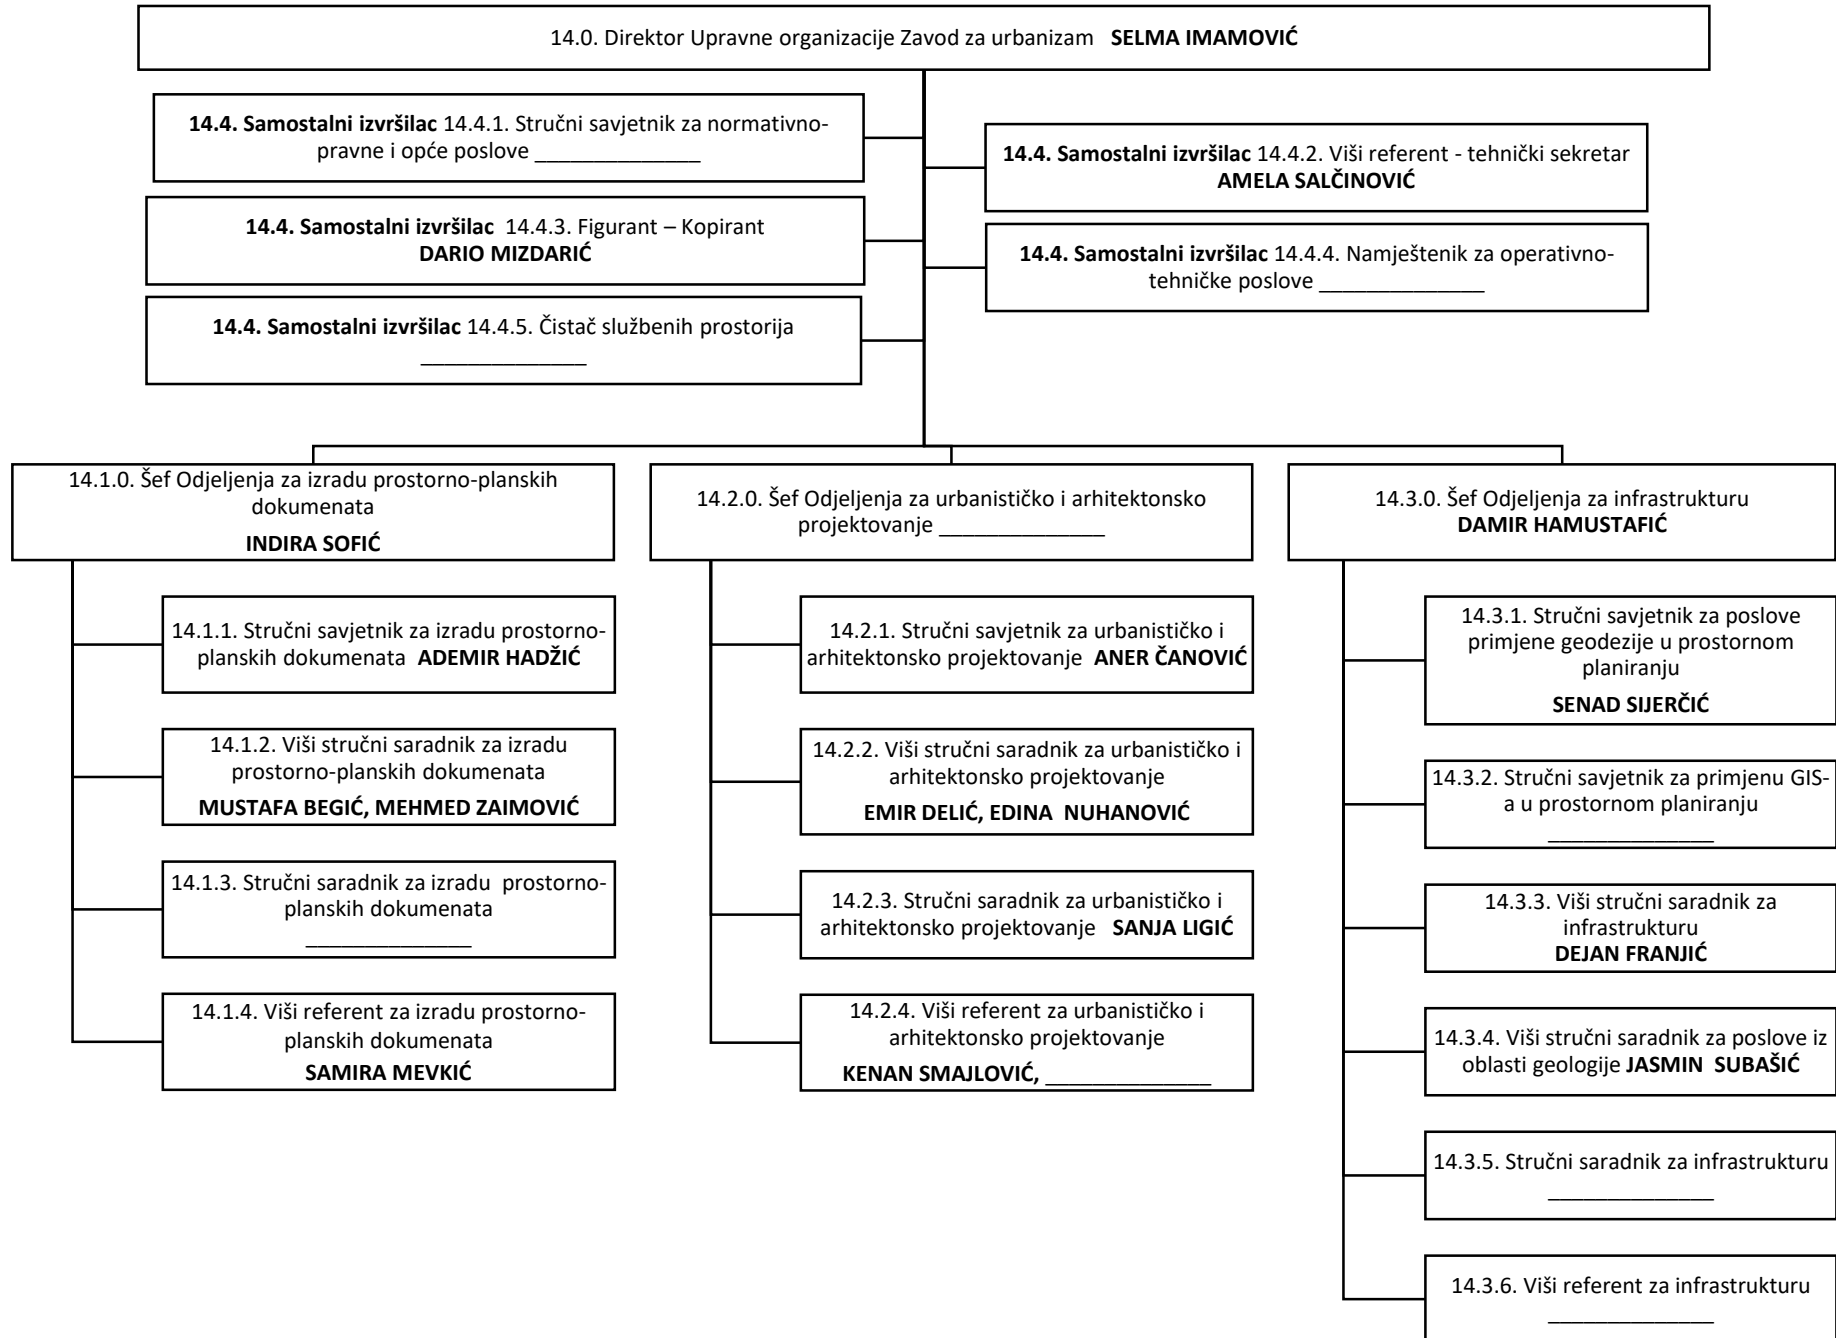 14.0. Direktor Upravne organizacije Zavod za urbanizam SELMA IMAMOVIĆ
14.4. Samostalni izvršilac 14.4.1. Stručni savjetnik za normativno-
pravne i opće poslove ______________
14.4. Samostalni izvršilac 14.4.2. Viši referent - tehnički sekretar
AMELA SALČINOVIĆ
14.4. Samostalni izvršilac 14.4.3. Figurant – Kopirant
DARIO MIZDARIĆ
14.4. Samostalni izvršilac 14.4.4. Namještenik za operativno-
tehničke poslove ______________
14.4. Samostalni izvršilac 14.4.5. Čistač službenih prostorija
______________
14.1.0. Šef Odjeljenja za izradu prostorno-planskih
dokumenata
INDIRA SOFIĆ
14.1.1. Stručni savjetnik za izradu prostorno-
planskih dokumenata ADEMIR HADŽIĆ
14.1.2. Viši stručni saradnik za izradu
prostorno-planskih dokumenata
MUSTAFA BEGIĆ, MEHMED ZAIMOVIĆ
14.1.3. Stručni saradnik za izradu prostorno-
planskih dokumenata
______________
14.1.4. Viši referent za izradu prostorno-
planskih dokumenata
SAMIRA MEVKIĆ
14.2.0. Šef Odjeljenja za urbanističko i arhitektonsko
projektovanje ______________
14.2.1. Stručni savjetnik za urbanističko i
arhitektonsko projektovanje ANER ČANOVIĆ
14.2.2. Viši stručni saradnik za urbanističko i
arhitektonsko projektovanje
EMIR DELIĆ, EDINA NUHANOVIĆ
14.2.3. Stručni saradnik za urbanističko i
arhitektonsko projektovanje SANJA LIGIĆ
14.2.4. Viši referent za urbanističko i
arhitektonsko projektovanje
KENAN SMAJLOVIĆ, ______________
14.3.0. Šef Odjeljenja za infrastrukturu
DAMIR HAMUSTAFIĆ
14.3.1. Stručni savjetnik za poslove
primjene geodezije u prostornom
planiranju
SENAD SIJERČIĆ
14.3.2. Stručni savjetnik za primjenu GIS-
a u prostornom planiranju
______________
14.3.3. Viši stručni saradnik za
infrastrukturu
DEJAN FRANJIĆ
14.3.4. Viši stručni saradnik za poslove iz
oblasti geologije JASMIN SUBAŠIĆ
14.3.5. Stručni saradnik za infrastrukturu
______________
14.3.6. Viši referent za infrastrukturu
______________